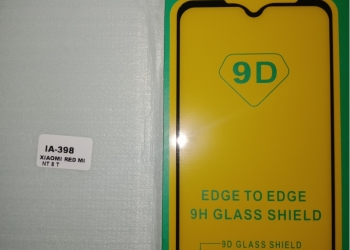 IA-398
XIAOMI RED MI
NT 8 T
9D
EDGE TO EDGE
9H GLASS SHIELD
9D GLASS SHIELD